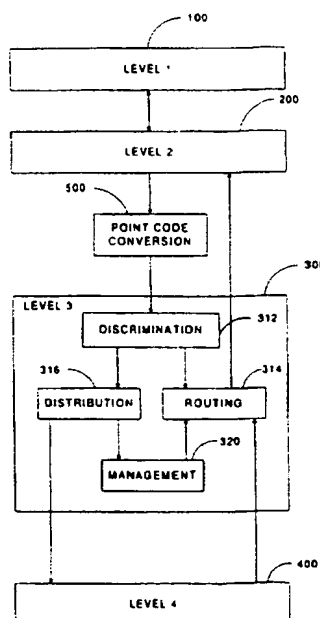 100
LEVEL 1
200
LEVEL 2
500
POINT CODE
CONVERSION
LEVEL 3
DISCRIMINATION
312
316
314
DISTRIBUTION
ROUTING
320
MANAGEMENT
400
LEVEL 4